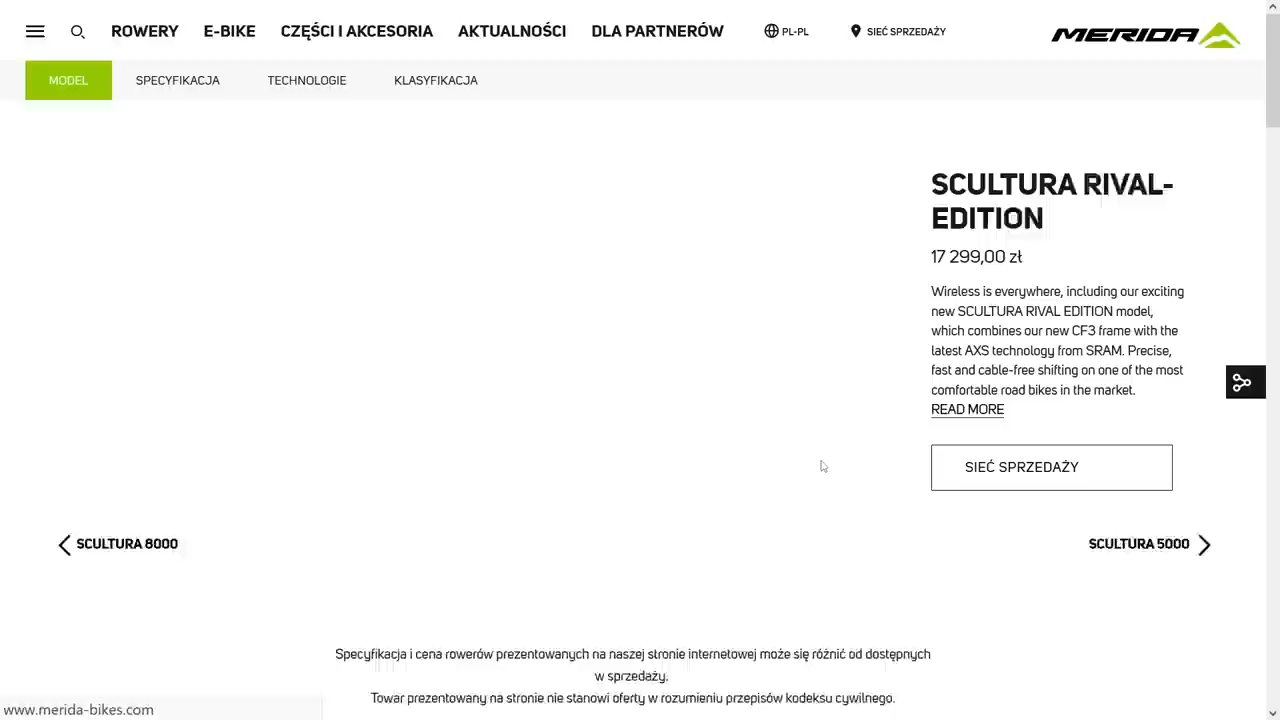 ROWERY E-BIKE CZĘŚCI I AKCESORIA AKTUALNOŚCI DLA PARTNERÓW PL-PL SIEĆ SPRZEDAŻY MERIDA
MODEL SPECYFIKACJA TECHNOLOGIE KLASYFIKACJA
SCULTURA RIVAL-
EDITION
17 299,00 zł
Wireless is everywhere, including our exciting
new SCULTURA RIVAL EDITION model,
which combines our new CF3 frame with the
latest AXS technology from SRAM. Precise,
fast and cable-free shifting on one of the most
comfortable road bikes in the market.
READ MORE
SIEĆ SPRZEDAŻY
SCULTURA 8000 SCULTURA 5000
Specyfikacja i cena rowerów prezentowanych na naszej stronie internetowej może się różnić od dostępnych
w sprzedaży.
Towar prezentowany na stronie nie stanowi oferty w rozumieniu przepisów kodeksu cywilnego.
www.merida-bikes.com